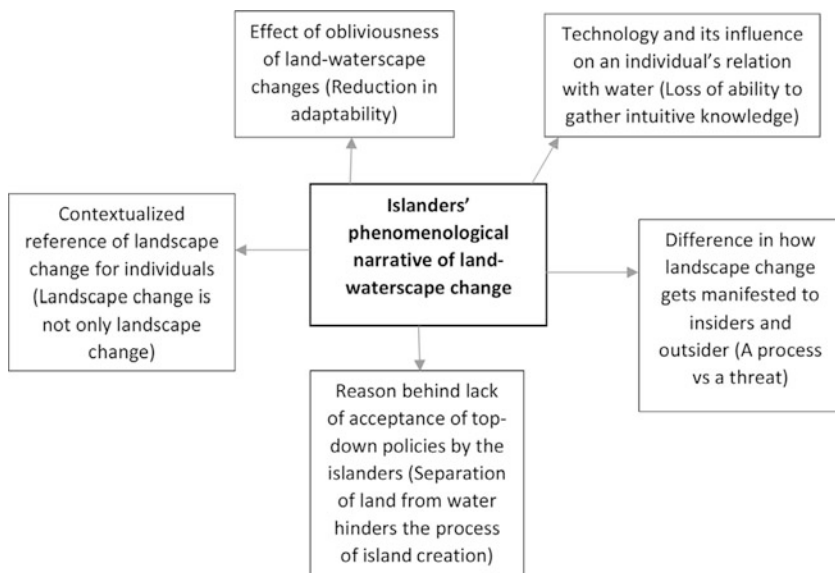 Effect of obliviousness
of land-waterscape
changes (Reduction in
adaptability)
Technology and its influence
on an individual's relation
with water (Loss of ability to
gather intuitive knowledge)
Contextualized
reference of landscape
change for individuals
(Landscape change is
not only landscape
change)
Islanders'
phenomenological
narrative of land-
waterscape change
Difference in how
landscape change
gets manifested to
insiders and
outsider (A process
vs a threat)
Reason behind lack
of acceptance of top-
down policies by the
islanders (Separation
of land from water
hinders the process
of island creation)